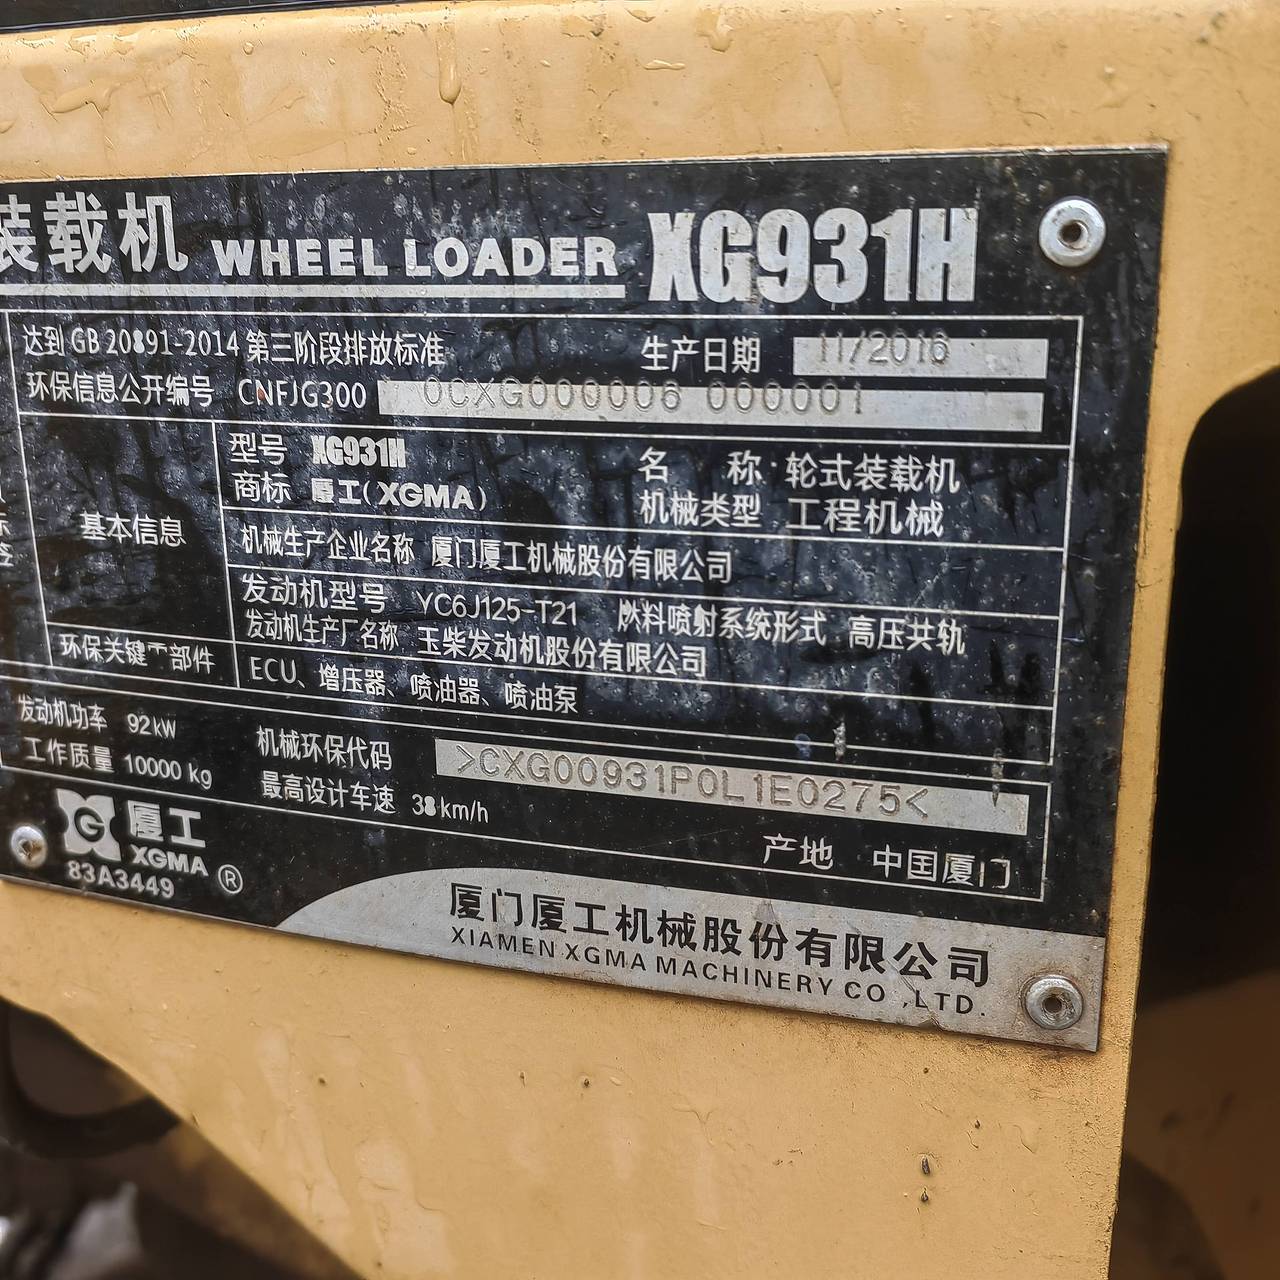 装载机 WHEEL LOADER XG931H
达到 GB 20891-2014 第三阶段排放标准 生产日期 11/2016
环保信息公开编号 CNFJG300 0CXG000006 000001
基本信息
型号 XG931H 名 称 轮式装载机
商标 厦工(XGMA) 机械类型 工程机械
机械生产企业名称 厦门厦工机械股份有限公司
发动机型号 YC6J125-T21 燃料喷射系统形式 高压共轨
发动机生产厂名称 玉柴发动机股份有限公司
环保关键 部件 ECU、增压器、喷油器、喷油泵
发动机功率 92kW 机械环保代码 >CXG00931P0L1E0275<
工作质量 10000 kg 最高设计车速 38 km/h
产地 中国厦门
厦工
XGMA ®
83A3449
厦门厦工机械股份有限公司
XIAMEN XGMA MACHINERY CO ,LTD.